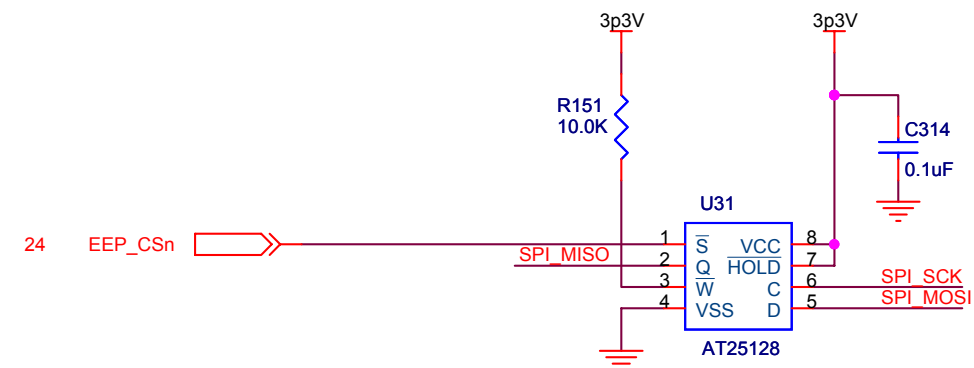 3p3V
3p3V
R151
10.0K
C314
0.1uF
U31
24 EEP_CSn
1 S VCC 8
SPI_MISO 2 Q HOLD 7
3 W C 6 SPI_SCK
4 VSS D 5 SPI_MOSI
AT25128